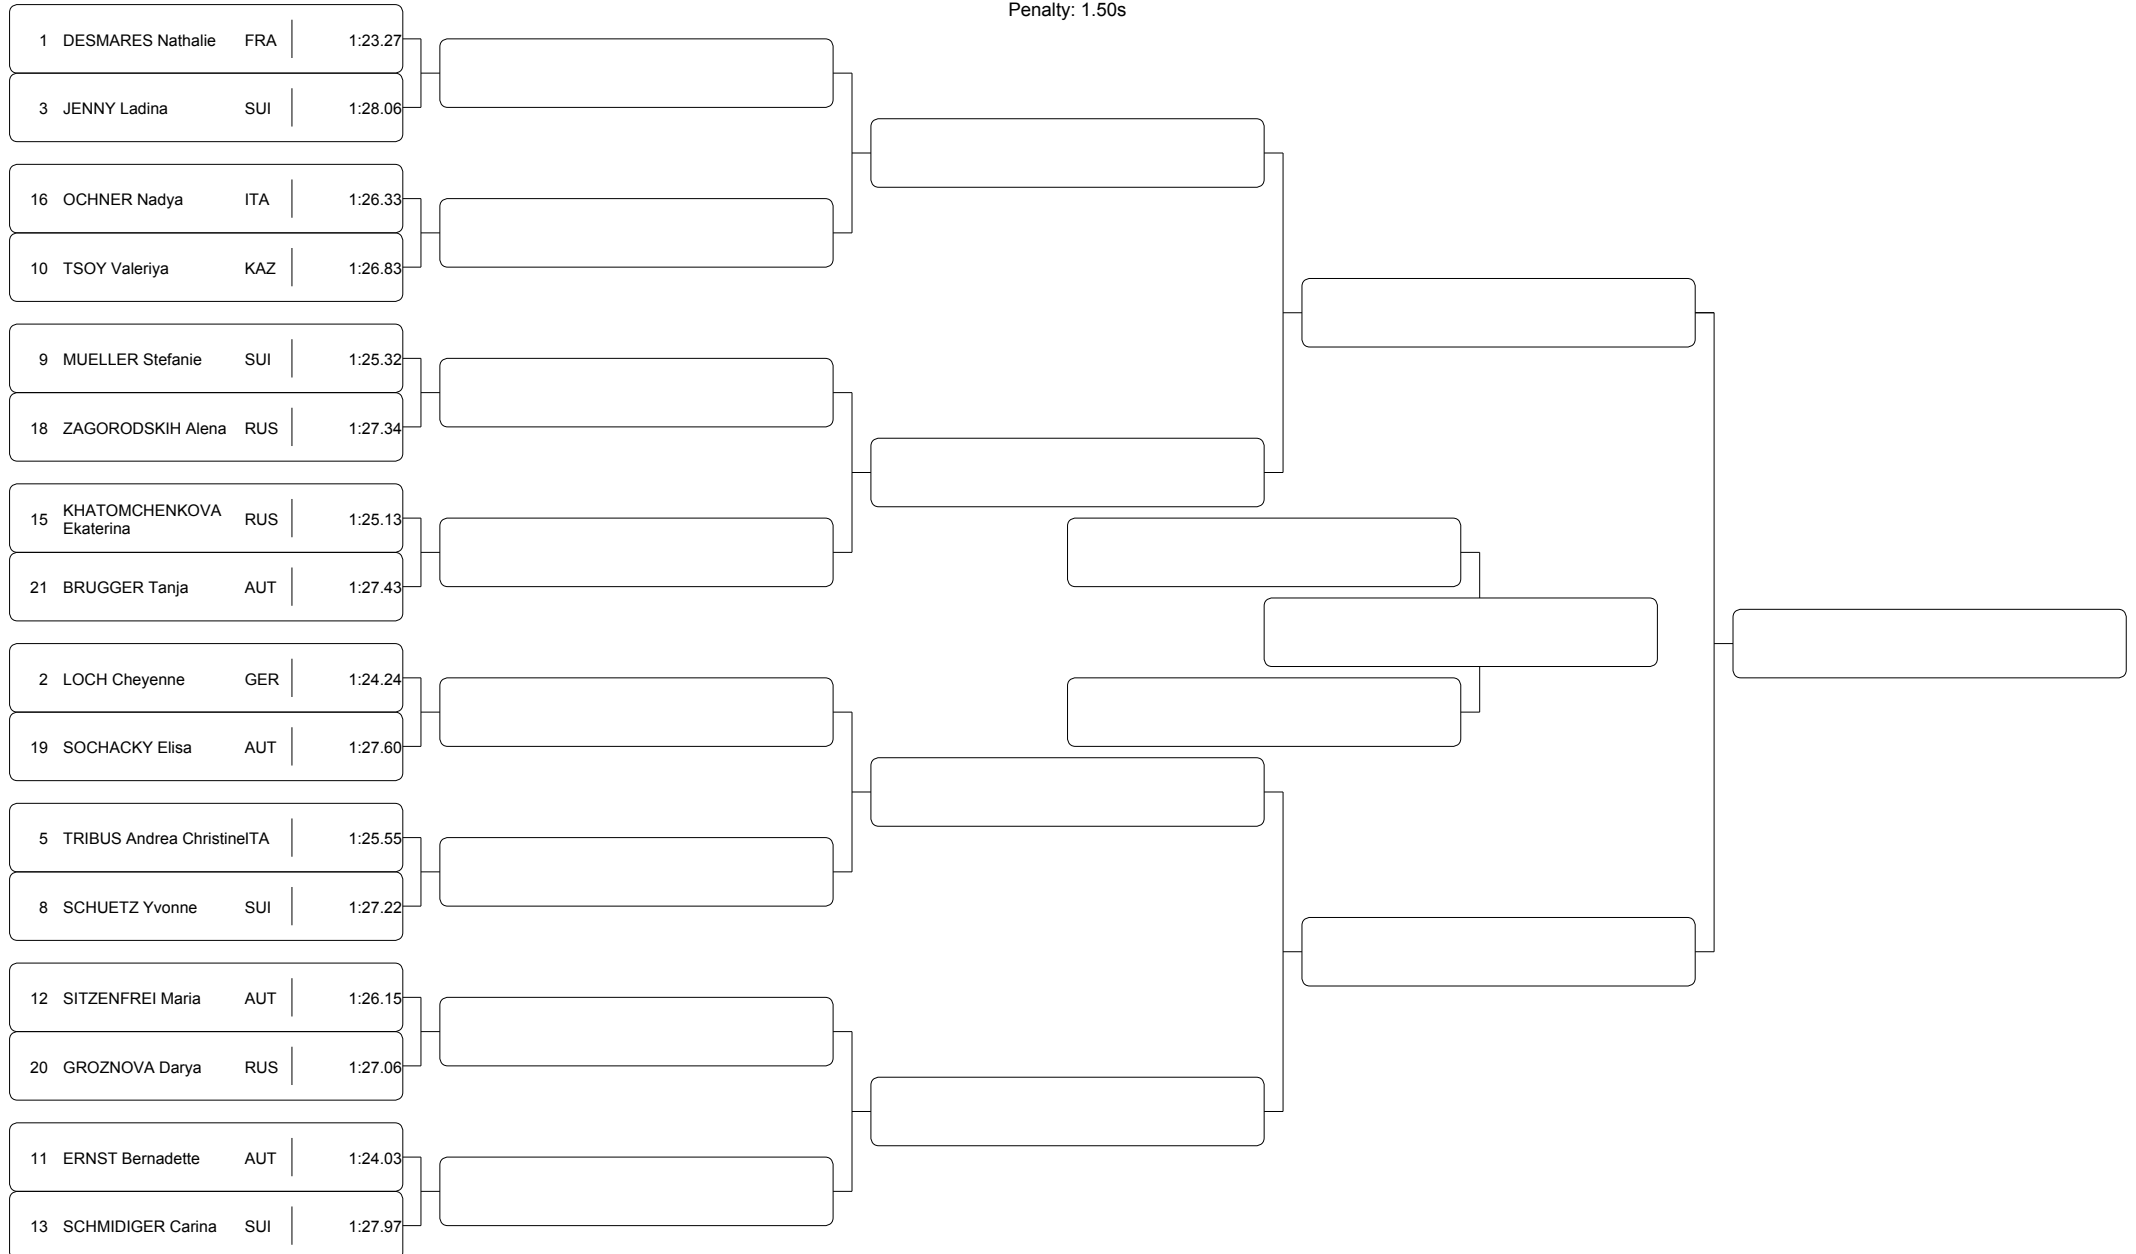 Penalty: 1.50s
1 DESMARES Nathalie FRA 1:23.27
3 JENNY Ladina SUI 1:28.06
16 OCHNER Nadya ITA 1:26.33
10 TSOY Valeriya KAZ 1:26.83
9 MUELLER Stefanie SUI 1:25.32
18 ZAGORODSKIH Alena RUS 1:27.34
15 KHATOMCHENKOVA
Ekaterina RUS 1:25.13
21 BRUGGER Tanja AUT 1:27.43
2 LOCH Cheyenne GER 1:24.24
19 SOCHACKY Elisa AUT 1:27.60
5 TRIBUS Andrea Christine ITA 1:25.55
8 SCHUETZ Yvonne SUI 1:27.22
12 SITZENFREI Maria AUT 1:26.15
20 GROZNOVA Darya RUS 1:27.06
11 ERNST Bernadette AUT 1:24.03
13 SCHMIDIGER Carina SUI 1:27.97